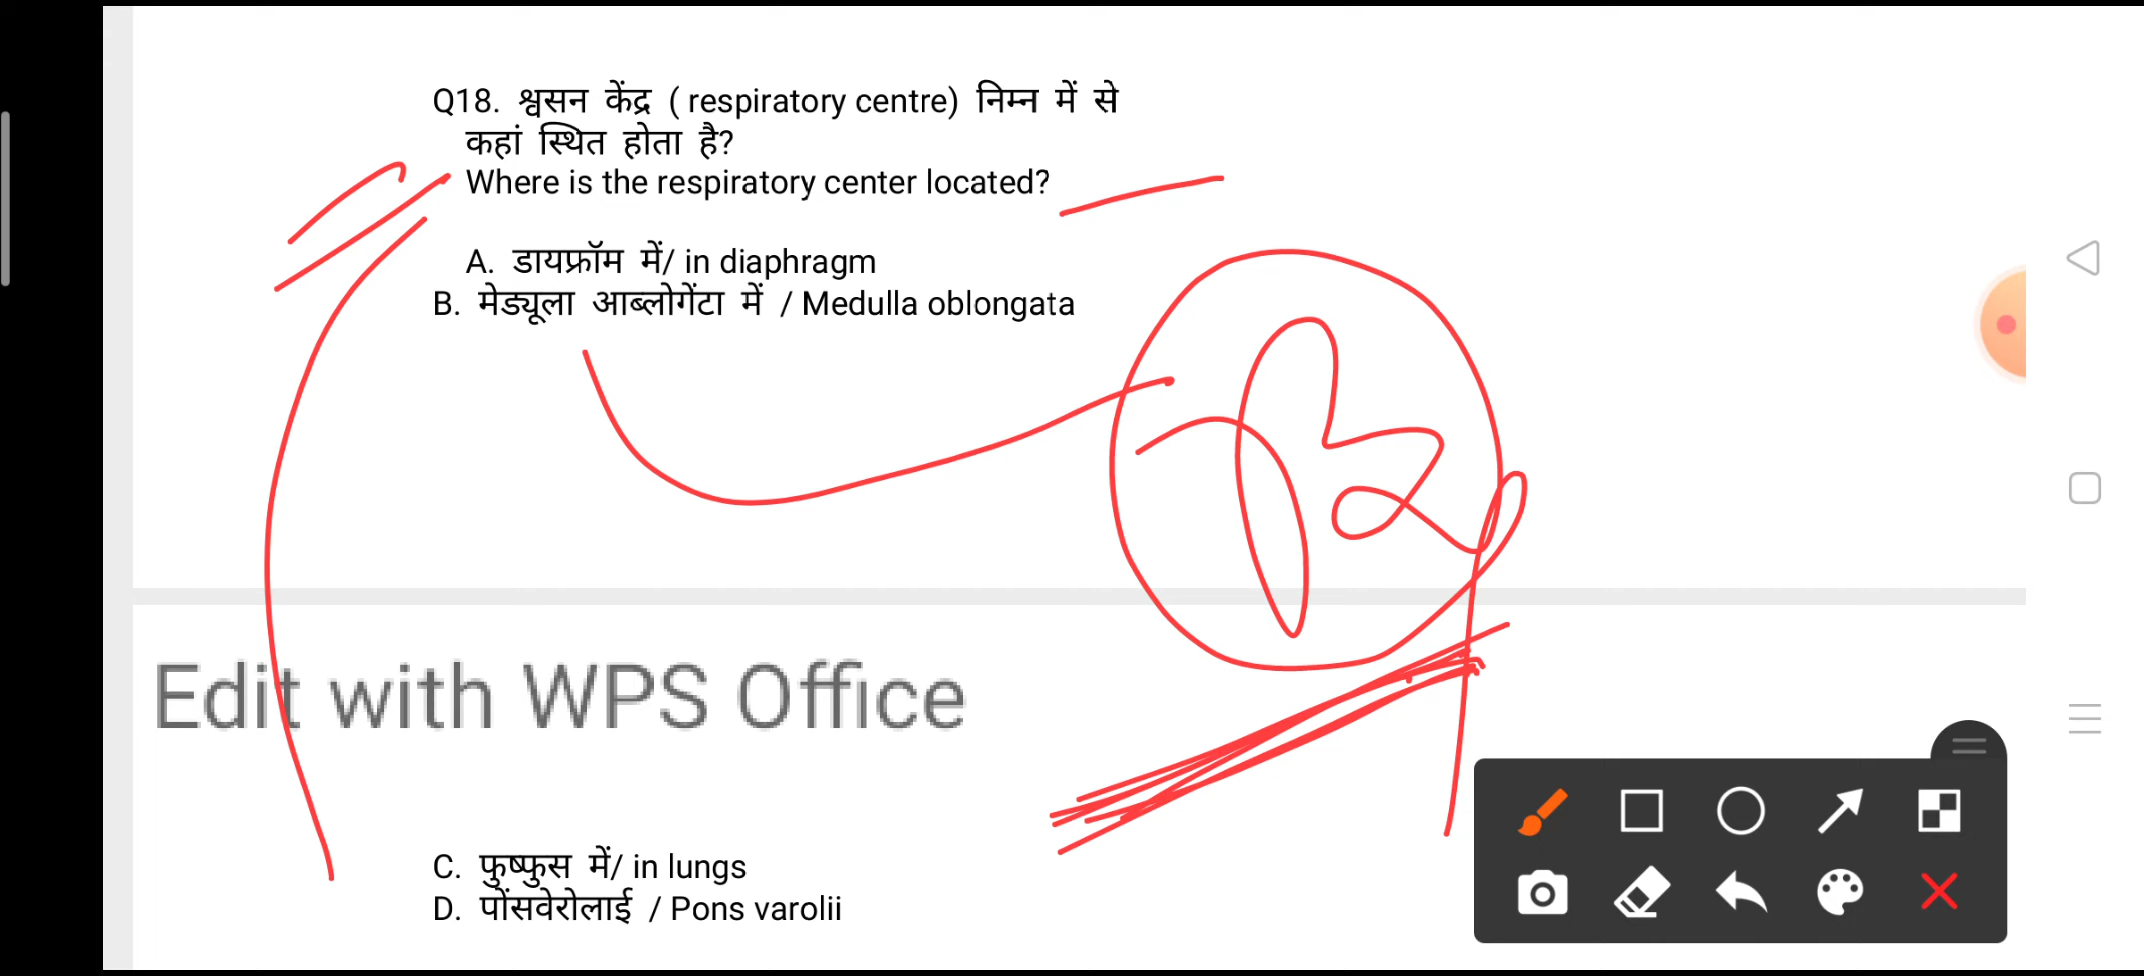 Q18. श्वसन केंद्र ( respiratory centre) निम्न में से
कहां स्थित होता है?
Where is the respiratory center located?
A. डायफ्रॉम में/ in diaphragm
B. मेड्यूला आब्लोगेंटा में / Medulla oblongata
B
Edit with WPS Office
C. फुष्फुस में/ in lungs
D. पोंसवेरोलाई / Pons varolii